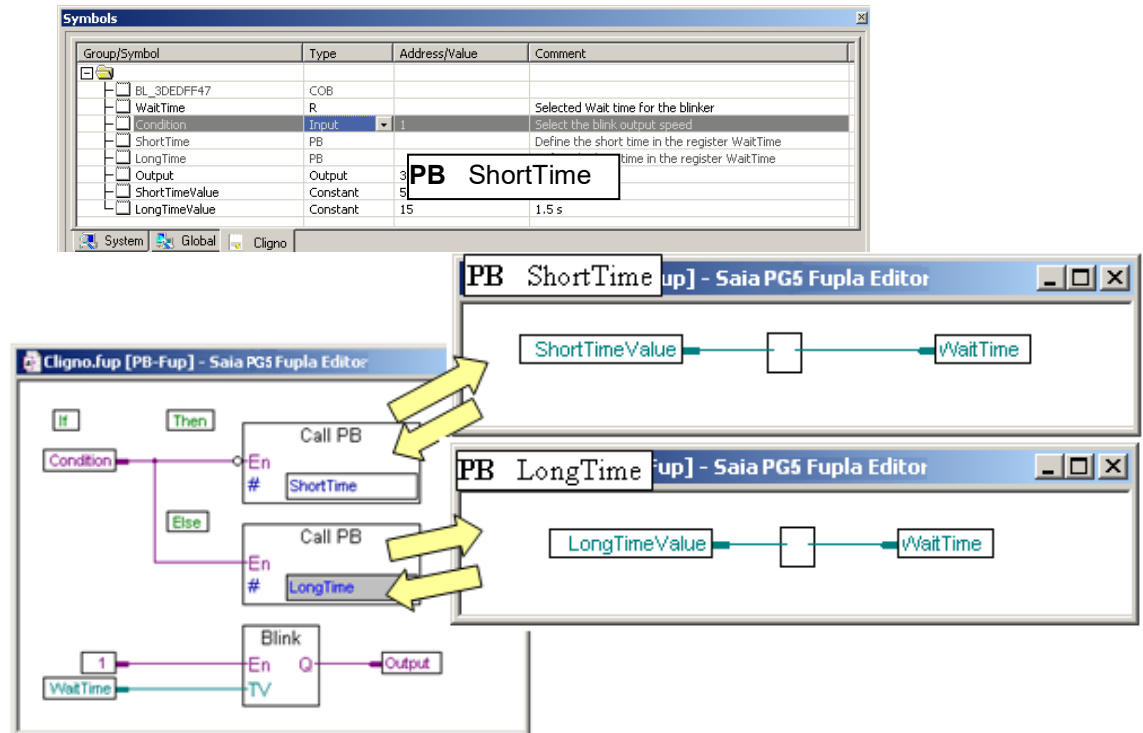 Symbols
Group/Symbol Type Address/Value Comment
BL_3DEDFF47 COB
WaitTime R Selected Wait time for the blinker
Condition Input 1 Select the blink output speed
ShortTime PB Define the short time in the register WaitTime
LongTime PB time in the register WaitTime
Output Output 3
ShortTimeValue Constant 5
LongTimeValue Constant 15 1.5 s
PB ShortTime
System Global Cligno
PB ShortTime up] - Saia PG5 Fupla Editor
ShortTimeValue WaitTime
Cligno.fup [PB-Fup] - Saia PG5 Fupla Editor
If Then
Call PB
Condition En
# ShortTime
Else
Call PB
En
# LongTime
Blink
1 En Q Output
WaitTime TV
PB LongTime up] - Saia PG5 Fupla Editor
LongTimeValue WaitTime